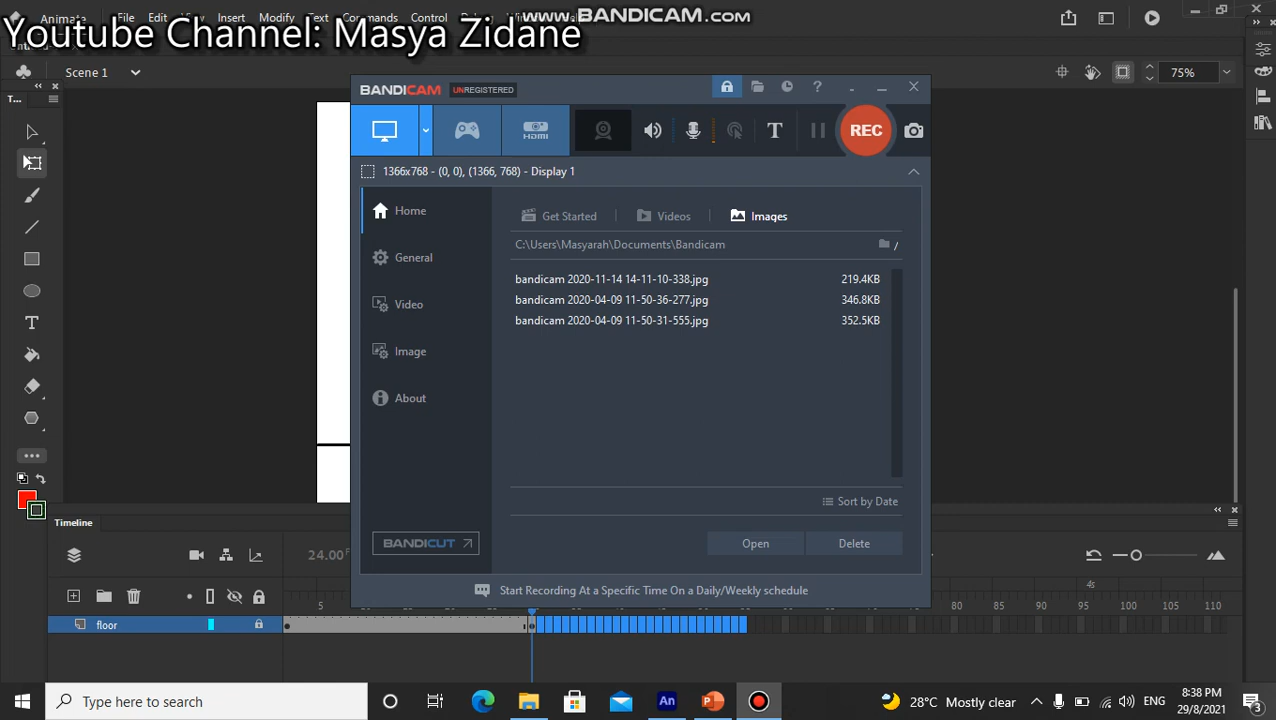 www.BANDICAM.com
Animate File Edit View Insert Modify Text Commands Control
Youtube Channel: Masya Zidane
Scene 1
75%
BANDICAM UNREGISTERED
HDMI
T
REC
1366x768 - (0, 0), (1366, 768) - Display 1
Home
General
Video
Image
About
Get Started
Videos
Images
C:\Users\Masyarah\Documents\Bandicam
/
bandicam 2020-11-14 14-11-10-338.jpg 219.4KB
bandicam 2020-04-09 11-50-36-277.jpg 346.8KB
bandicam 2020-04-09 11-50-31-555.jpg 352.5KB
Sort by Date
BANDICUT
Open
Delete
Start Recording At a Specific Time On a Daily/Weekly schedule
T...
T
Timeline
24.00
4s
5
80 85 90 95 100 105 110
floor
Type here to search
An
28°C Mostly clear
ENG
8:38 PM
29/8/2021
3